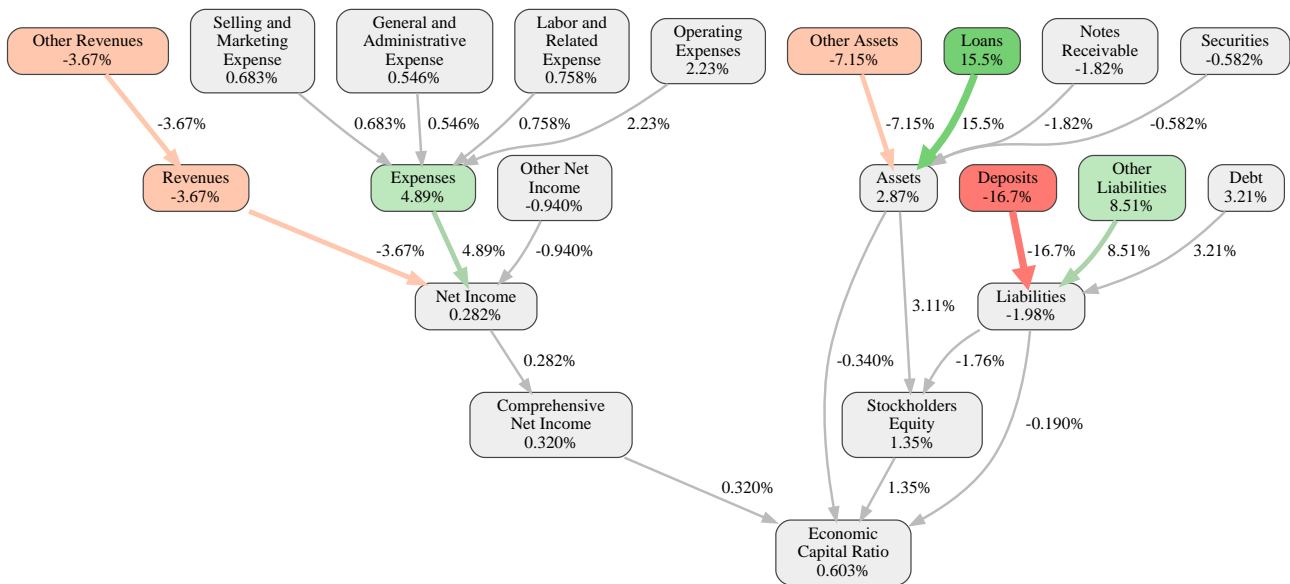 Other Revenues
-3.67%
Selling and
Marketing
Expense
0.683%
General and
Administrative
Expense
0.546%
Labor and
Related
Expense
0.758%
Operating
Expenses
2.23%
Other Assets
-7.15%
Loans
15.5%
Notes
Receivable
-1.82%
Securities
-0.582%
-3.67%
0.683%
0.546%
0.758%
2.23%
-7.15%
15.5%
-1.82%
-0.582%
Revenues
-3.67%
Expenses
4.89%
Other Net
Income
-0.940%
Assets
2.87%
Deposits
-16.7%
Other
Liabilities
8.51%
Debt
3.21%
-3.67%
4.89%
-0.940%
-16.7%
8.51%
3.21%
Net Income
0.282%
3.11%
Liabilities
-1.98%
0.282%
-0.340%
-1.76%
Comprehensive
Net Income
0.320%
Stockholders
Equity
1.35%
-0.190%
0.320%
1.35%
Economic
Capital Ratio
0.603%